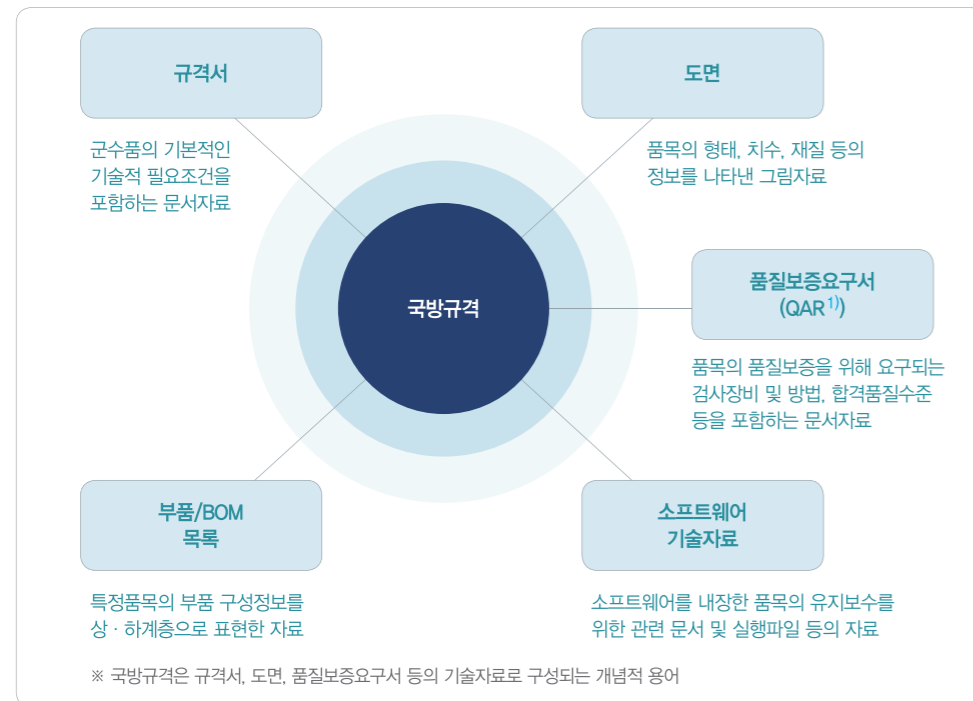 규격서
군수품의 기본적인
기술적 필요조건을
포함하는 문서자료
도면
품목의 형태, 치수, 재질 등의
정보를 나타낸 그림자료
국방규격
품질보증요구서
(QAR¹⁾)
품목의 품질보증을 위해 요구되는
검사장비 및 방법, 합격품질수준
등을 포함하는 문서자료
부품/BOM
목록
특정품목의 부품 구성정보를
상 · 하계층으로 표현한 자료
소프트웨어
기술자료
소프트웨어를 내장한 품목의 유지보수를
위한 관련 문서 및 실행파일 등의 자료
※ 국방규격은 규격서, 도면, 품질보증요구서 등의 기술자료로 구성되는 개념적 용어